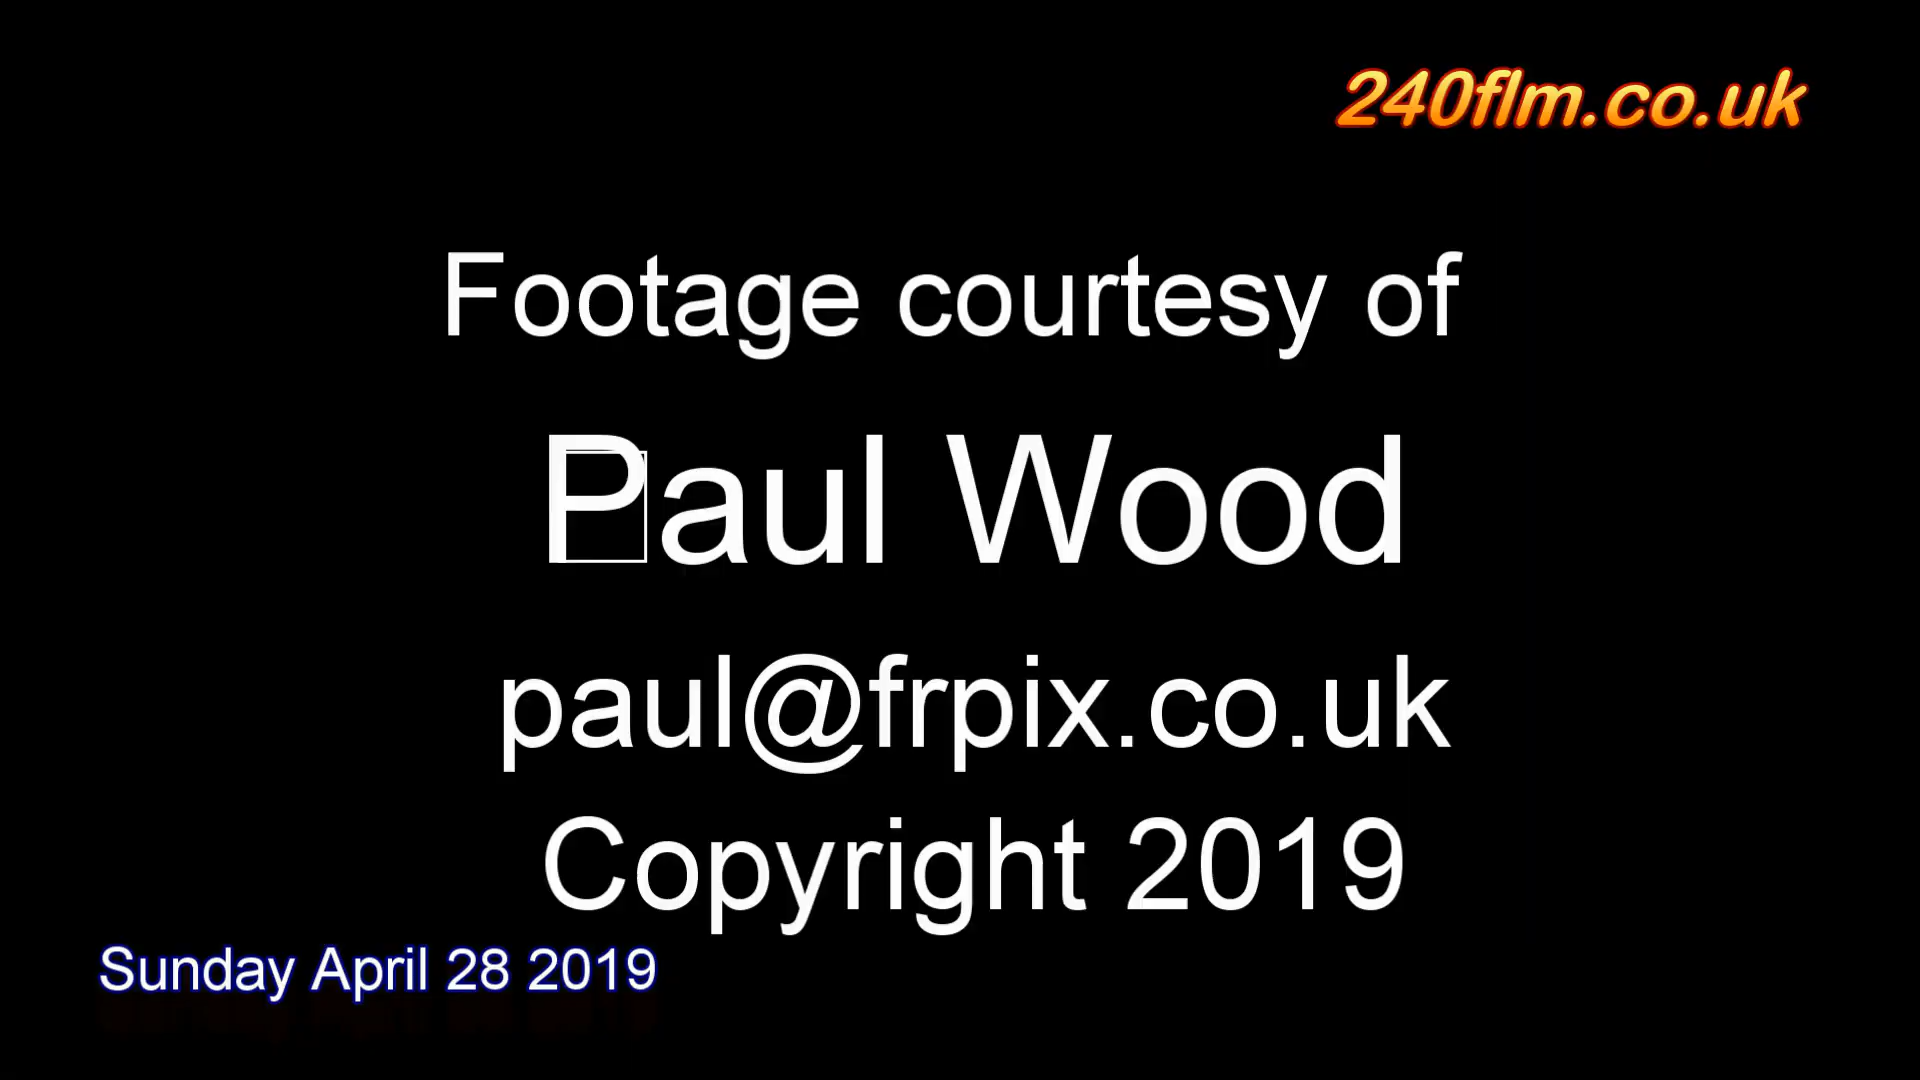 240flm.co.uk
Footage courtesy of
Paul Wood
paul@frpix.co.uk
Copyright 2019
Sunday April 28 2019